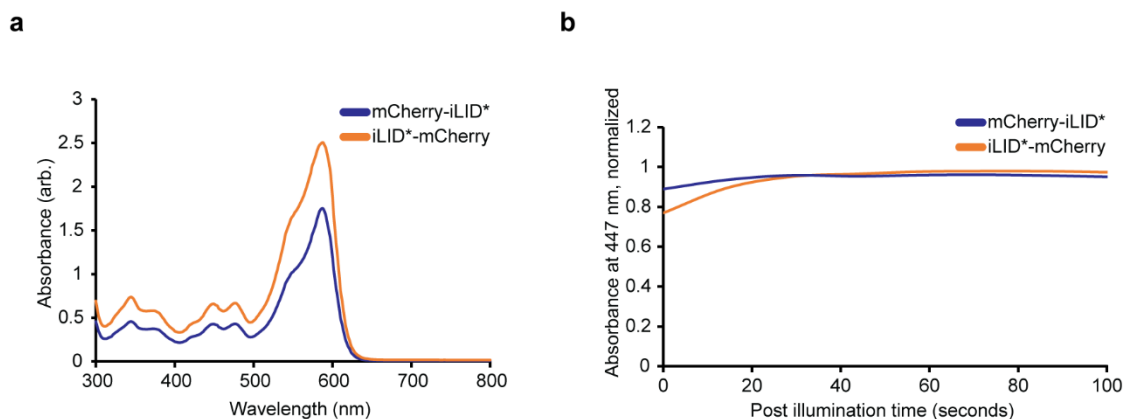 a
mCherry-iLID*
iLID*-mCherry
Absorbance (arb.)
3
2.5
2
1.5
1
0.5
0
300 400 500 600 700 800
Wavelength (nm)
b
mCherry-iLID*
iLID*-mCherry
Absorbance at 447 nm, normalized
1.2
1
0.8
0.6
0.4
0.2
0
0 20 40 60 80 100
Post illumination time (seconds)